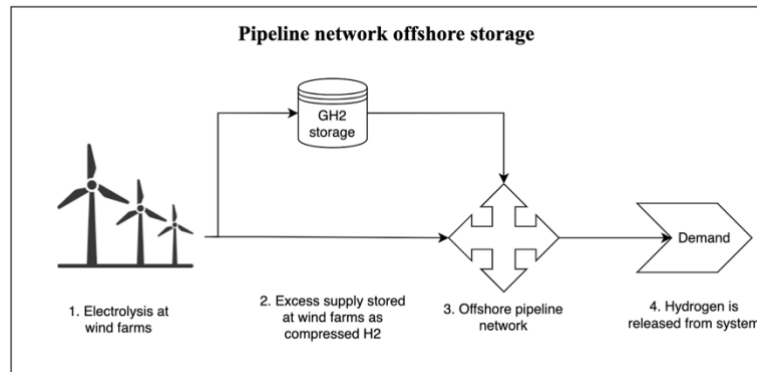 Pipeline network offshore storage
GH2
storage
Demand
1. Electrolysis at
wind farms
2. Excess supply stored
at wind farms as
compressed H2
3. Offshore pipeline
network
4. Hydrogen is
released from system